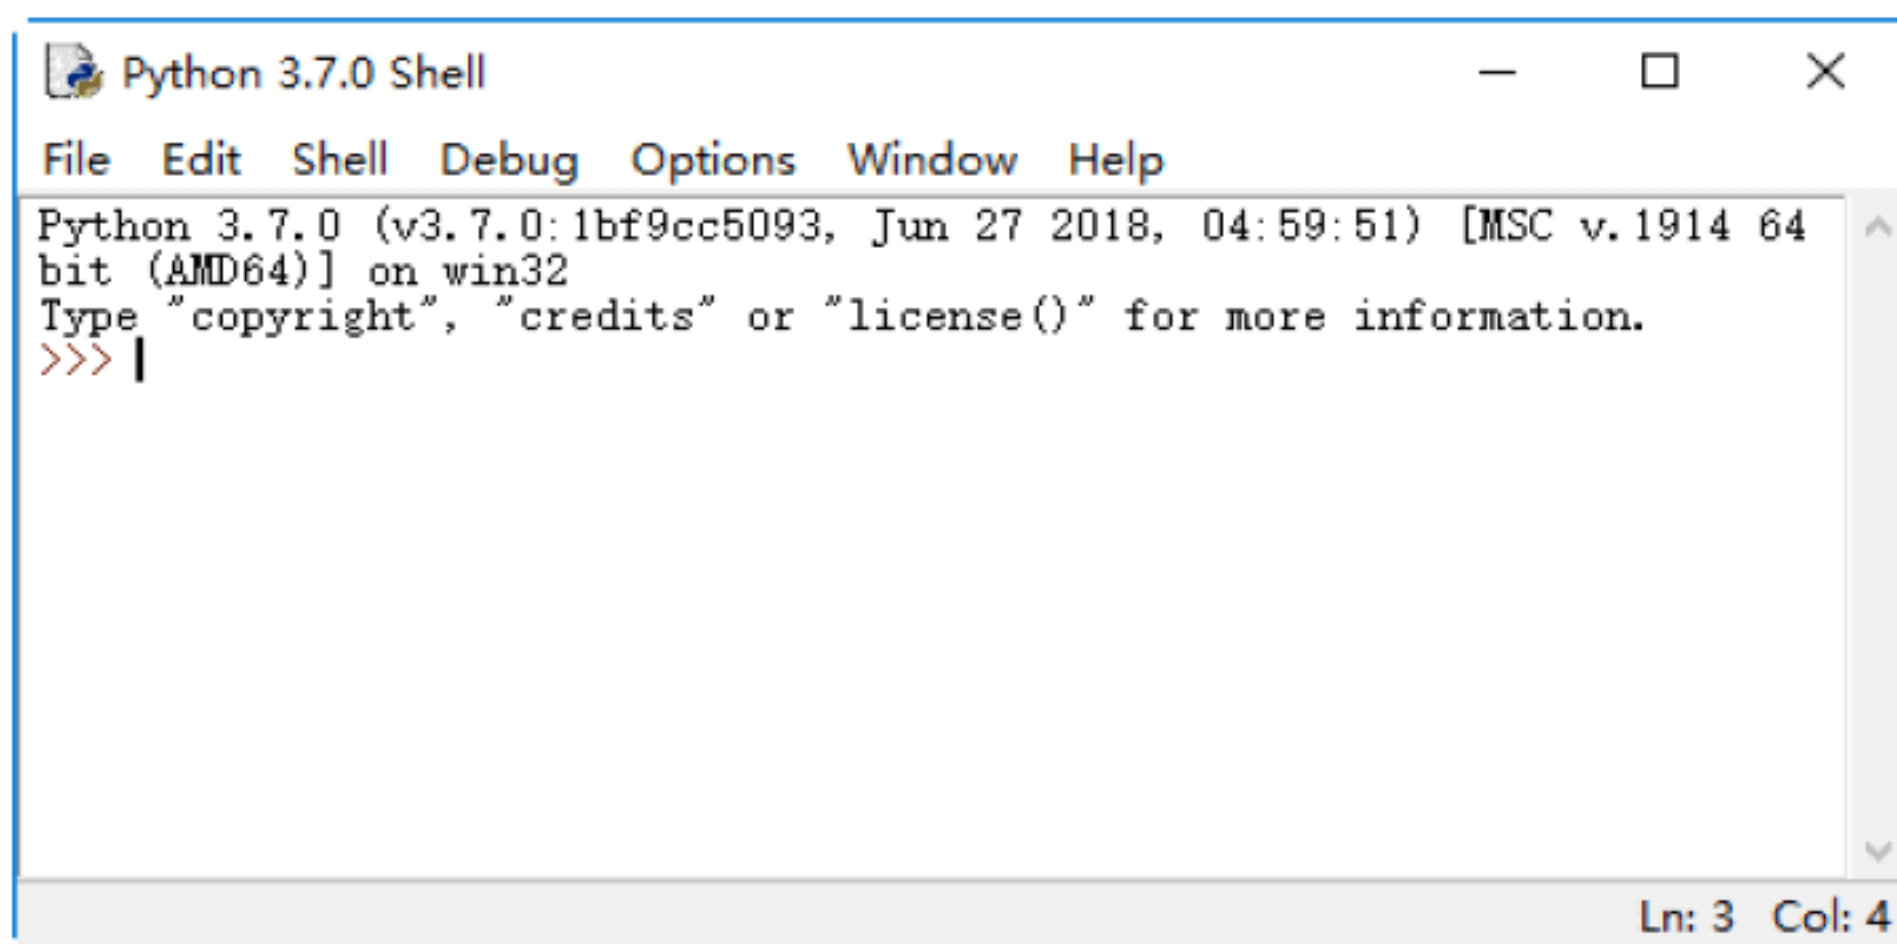 Python 3.7.0 Shell
File Edit Shell Debug Options Window Help
Python 3.7.0 (v3.7.0:1bf9cc5093, Jun 27 2018, 04:59:51) [MSC v.1914 64
bit (AMD64)] on win32
Type "copyright", "credits" or "license()" for more information.
>>>
Ln: 3 Col: 4